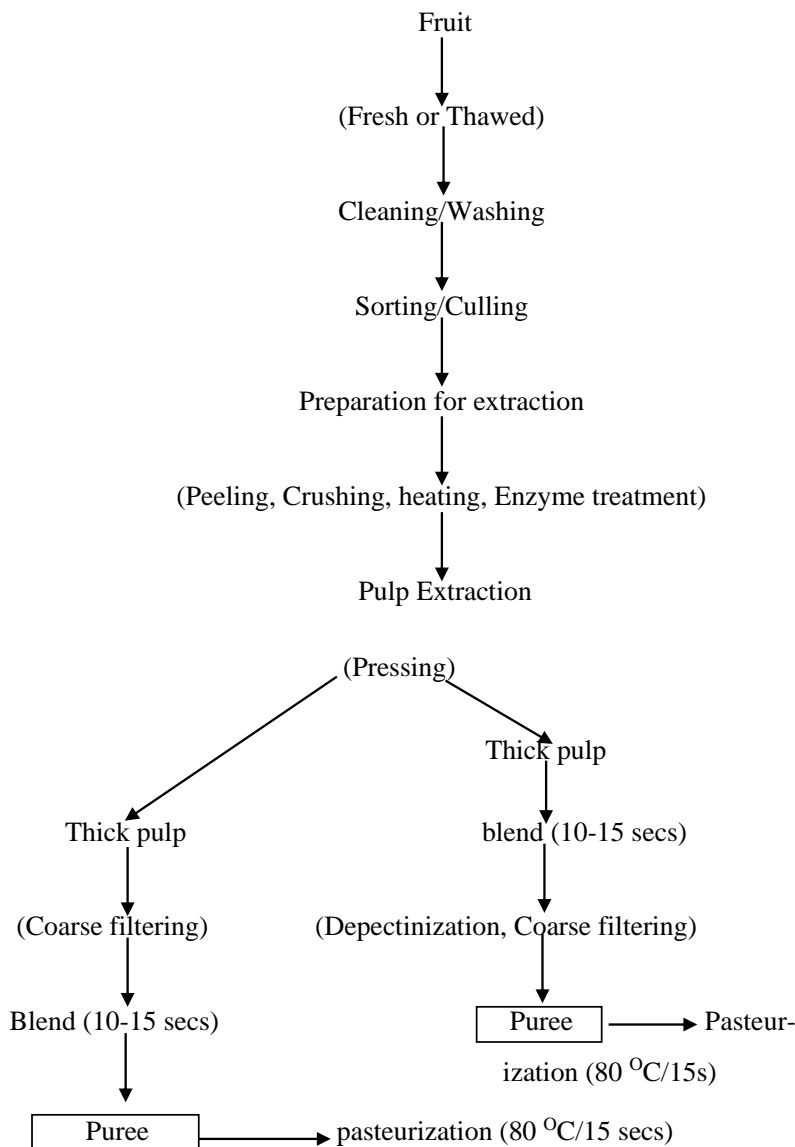 Fruit
(Fresh or Thawed)
Cleaning/Washing
Sorting/Culling
Preparation for extraction
(Peeling, Crushing, heating, Enzyme treatment)
Pulp Extraction
(Pressing)
Thick pulp
Thick pulp
blend (10-15 secs)
(Coarse filtering)
(Depectinization, Coarse filtering)
Blend (10-15 secs)
Puree
Pasteur-
ization (80 ᴼC/15s)
Puree
pasteurization (80 ᴼC/15 secs)